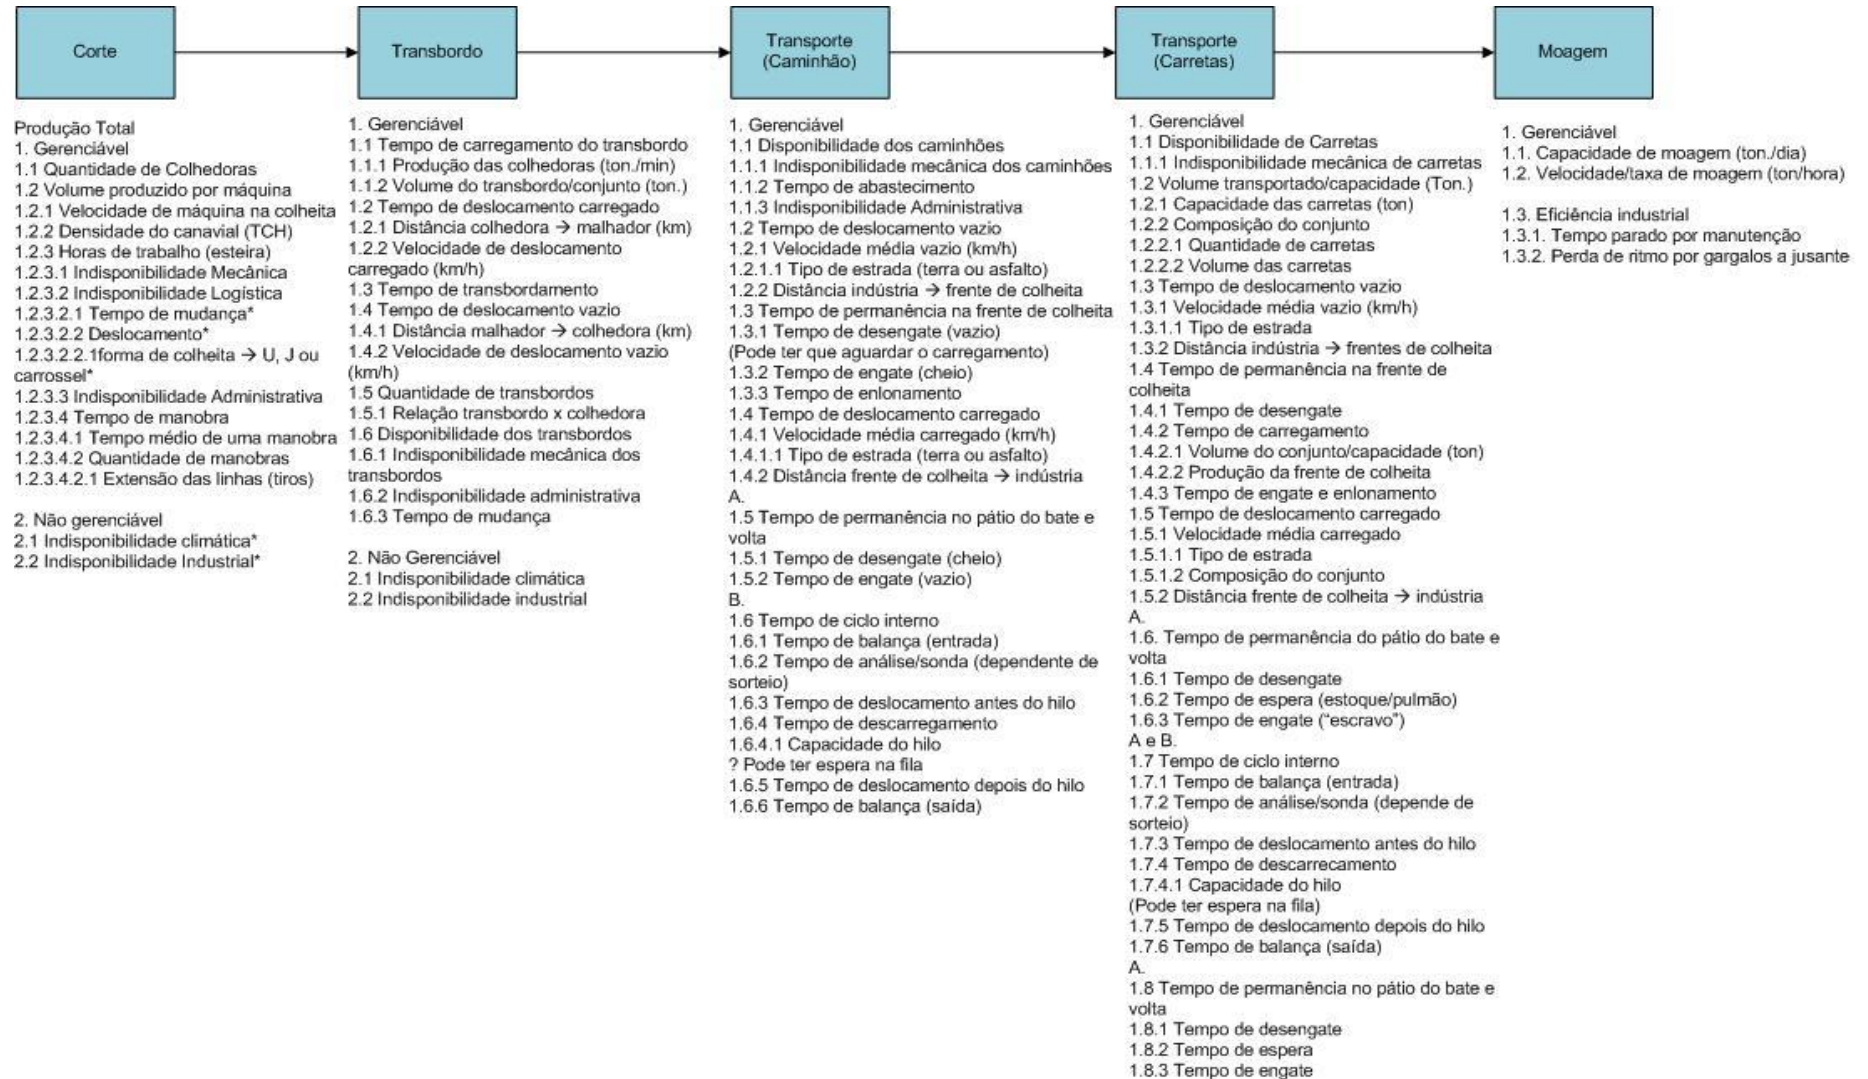 Corte
Transbordo
Transporte
(Caminhão)
Transporte
(Carretas)
Moagem
Produção Total
1. Gerenciável
1.1 Quantidade de Colhedoras
1.2 Volume produzido por máquina
1.2.1 Velocidade de máquina na colheita
1.2.2 Densidade do canavial (TCH)
1.2.3 Horas de trabalho (esteira)
1.2.3.1 Indisponibilidade Mecânica
1.2.3.2 Indisponibilidade Logística
1.2.3.2.1 Tempo de mudança*
1.2.3.2.2 Deslocamento*
1.2.3.2.2.1forma de colheita → U, J ou
carrossel*
1.2.3.3 Indisponibilidade Administrativa
1.2.3.4 Tempo de manobra
1.2.3.4.1 Tempo médio de uma manobra
1.2.3.4.2 Quantidade de manobras
1.2.3.4.2.1 Extensão das linhas (tiros)
2. Não gerenciável
2.1 Indisponibilidade climática*
2.2 Indisponibilidade Industrial*
1. Gerenciável
1.1 Tempo de carregamento do transbordo
1.1.1 Produção das colhedoras (ton./min)
1.1.2 Volume do transbordo/conjunto (ton.)
1.2 Tempo de deslocamento carregado
1.2.1 Distância colhedora → malhador (km)
1.2.2 Velocidade de deslocamento
carregado (km/h)
1.3 Tempo de transbordamento
1.4 Tempo de deslocamento vazio
1.4.1 Distância malhador → colhedora (km)
1.4.2 Velocidade de deslocamento vazio
(km/h)
1.5 Quantidade de transbordos
1.5.1 Relação transbordo x colhedora
1.6 Disponibilidade dos transbordos
1.6.1 Indisponibilidade mecânica dos
transbordos
1.6.2 Indisponibilidade administrativa
1.6.3 Tempo de mudança
2. Não Gerenciável
2.1 Indisponibilidade climática
2.2 Indisponibilidade industrial
1. Gerenciável
1.1 Disponibilidade dos caminhões
1.1.1 Indisponibilidade mecânica dos caminhões
1.1.2 Tempo de abastecimento
1.1.3 Indisponibilidade Administrativa
1.2 Tempo de deslocamento vazio
1.2.1 Velocidade média vazio (km/h)
1.2.1.1 Tipo de estrada (terra ou asfalto)
1.2.2 Distância indústria → frente de colheita
1.3 Tempo de permanência na frente de colheita
1.3.1 Tempo de desengate (vazio)
(Pode ter que aguardar o carregamento)
1.3.2 Tempo de engate (cheio)
1.3.3 Tempo de enlonamento
1.4 Tempo de deslocamento carregado
1.4.1 Velocidade média carregado (km/h)
1.4.1.1 Tipo de estrada (terra ou asfalto)
1.4.2 Distância frente de colheita → indústria
A.
1.5 Tempo de permanência no pátio do bate e
volta
1.5.1 Tempo de desengate (cheio)
1.5.2 Tempo de engate (vazio)
B.
1.6 Tempo de ciclo interno
1.6.1 Tempo de balança (entrada)
1.6.2 Tempo de análise/sonda (dependente de
sorteio)
1.6.3 Tempo de deslocamento antes do hilo
1.6.4 Tempo de descarregamento
1.6.4.1 Capacidade do hilo
? Pode ter espera na fila
1.6.5 Tempo de deslocamento depois do hilo
1.6.6 Tempo de balança (saída)
1. Gerenciável
1.1 Disponibilidade de Carretas
1.1.1 Indisponibilidade mecânica de carretas
1.2 Volume transportado/capacidade (Ton.)
1.2.1 Capacidade das carretas (ton)
1.2.2 Composição do conjunto
1.2.2.1 Quantidade de carretas
1.2.2.2 Volume das carretas
1.3 Tempo de deslocamento vazio
1.3.1 Velocidade média vazio (km/h)
1.3.1.1 Tipo de estrada
1.3.2 Distância indústria → frentes de colheita
1.4 Tempo de permanência na frente de
colheita
1.4.1 Tempo de desengate
1.4.2 Tempo de carregamento
1.4.2.1 Volume do conjunto/capacidade (ton)
1.4.2.2 Produção da frente de colheita
1.4.3 Tempo de engate e enlonamento
1.5 Tempo de deslocamento carregado
1.5.1 Velocidade média carregado
1.5.1.1 Tipo de estrada
1.5.1.2 Composição do conjunto
1.5.2 Distância frente de colheita → indústria
A.
1.6. Tempo de permanência do pátio do bate e
volta
1.6.1 Tempo de desengate
1.6.2 Tempo de espera (estoque/pulmão)
1.6.3 Tempo de engate (“escravo”)
A e B.
1.7 Tempo de ciclo interno
1.7.1 Tempo de balança (entrada)
1.7.2 Tempo de análise/sonda (depende de
sorteio)
1.7.3 Tempo de deslocamento antes do hilo
1.7.4 Tempo de descarrecamento
1.7.4.1 Capacidade do hilo
(Pode ter espera na fila)
1.7.5 Tempo de deslocamento depois do hilo
1.7.6 Tempo de balança (saída)
A.
1.8 Tempo de permanência no pátio do bate e
volta
1.8.1 Tempo de desengate
1.8.2 Tempo de espera
1.8.3 Tempo de engate
1. Gerenciável
1.1. Capacidade de moagem (ton./dia)
1.2. Velocidade/taxa de moagem (ton/hora)
1.3. Eficiência industrial
1.3.1. Tempo parado por manutenção
1.3.2. Perda de ritmo por gargalos a jusante